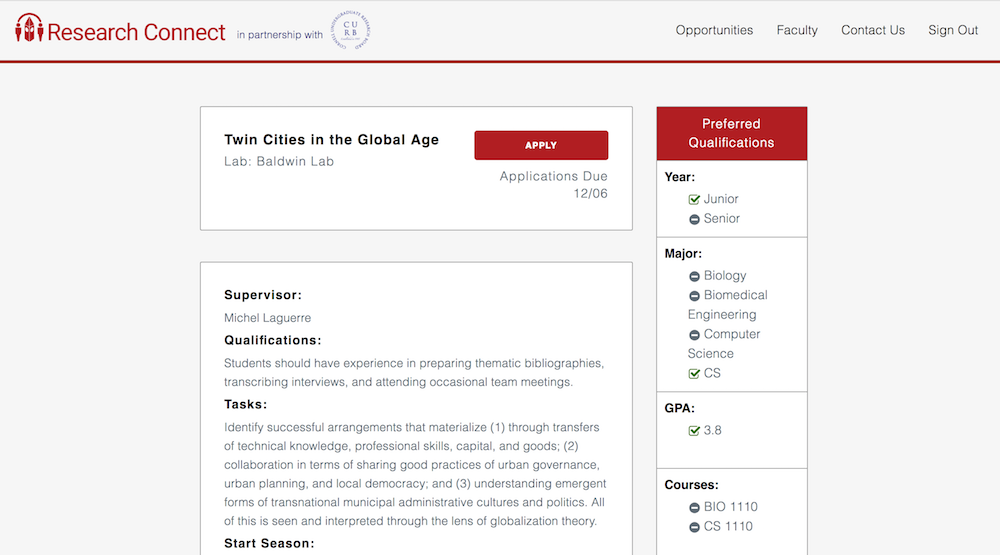 Research Connect in partnership with CU RB
Opportunities Faculty Contact Us Sign Out
Twin Cities in the Global Age
Lab: Baldwin Lab
APPLY
Applications Due
12/06
Supervisor:
Michel Laguerre
Qualifications:
Students should have experience in preparing thematic bibliographies,
transcribing interviews, and attending occasional team meetings.
Tasks:
Identify successful arrangements that materialize (1) through transfers
of technical knowledge, professional skills, capital, and goods; (2)
collaboration in terms of sharing good practices of urban governance,
urban planning, and local democracy; and (3) understanding emergent
forms of transnational municipal administrative cultures and politics. All
of this is seen and interpreted through the lens of globalization theory.
Start Season:
Preferred
Qualifications
Year:
Junior
Senior
Major:
Biology
Biomedical
Engineering
Computer
Science
CS
GPA:
3.8
Courses:
BIO 1110
CS 1110